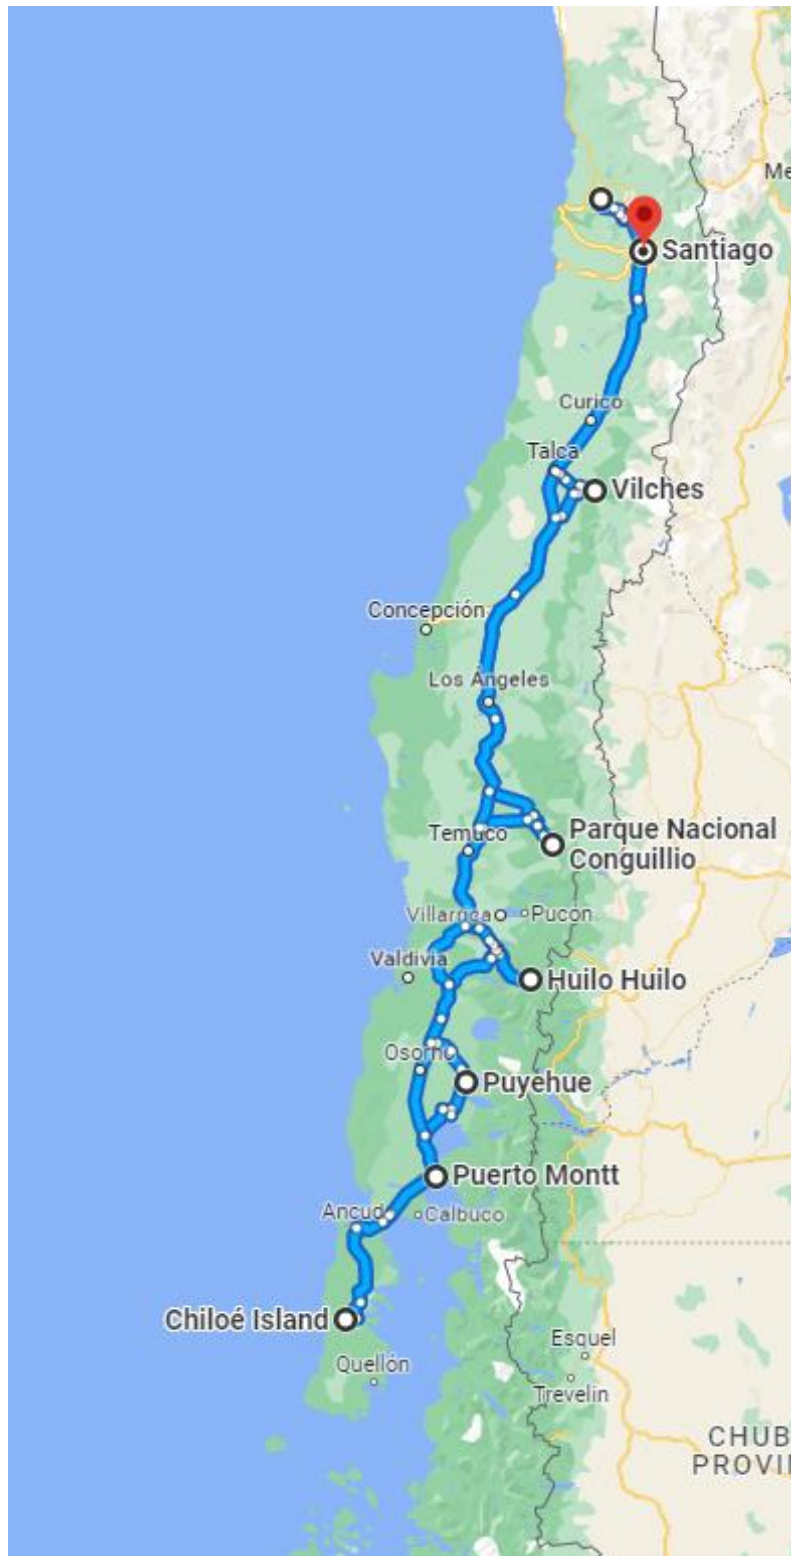 Me
Santiago
Curico
Talca
Vilches
Concepción
Los Ángeles
Parque Nacional
Conguillio
Temuco
Villarrica
Pucon
Valdivia
Huilo Huilo
Osorno
Puyehue
Puerto Montt
Ancud
Calbuco
Chiloé Island
Esquel
Quellón
Trevelin
CHUB
PROVIN